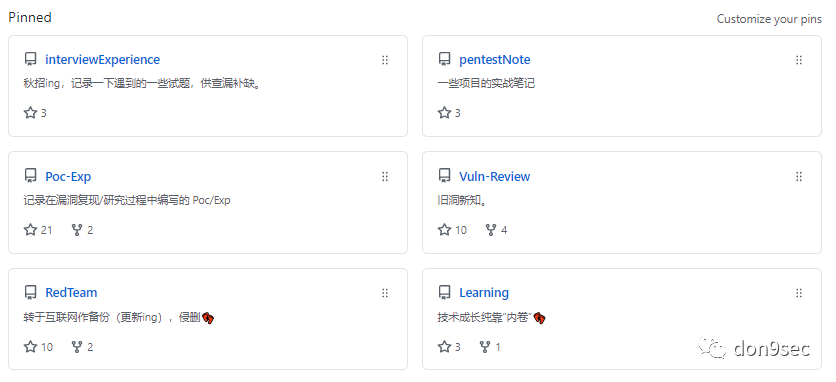 Pinned
Customize your pins
interviewExperience
秋招ing，记录一下遇到的一些试题，供查漏补缺。
3
pentestNote
一些项目的实战笔记
3
Poc-Exp
记录在漏洞复现/研究过程中编写的 Poc/Exp
21 2
Vuln-Review
旧洞新知。
10 4
RedTeam
转于互联网作备份（更新ing），侵删
10 2
Learning
技术成长纯靠“内卷”
3 1
don9sec